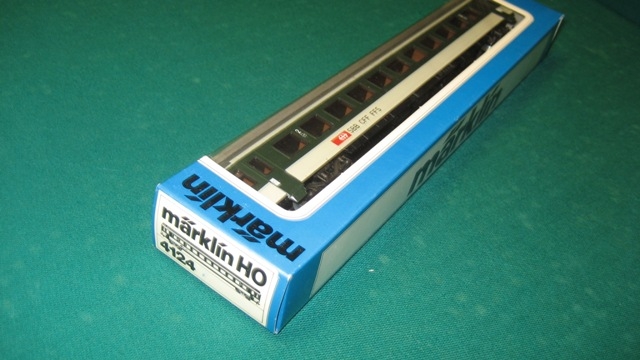 SBB CFF FFS
märklin
märklin
märklin HO
4124